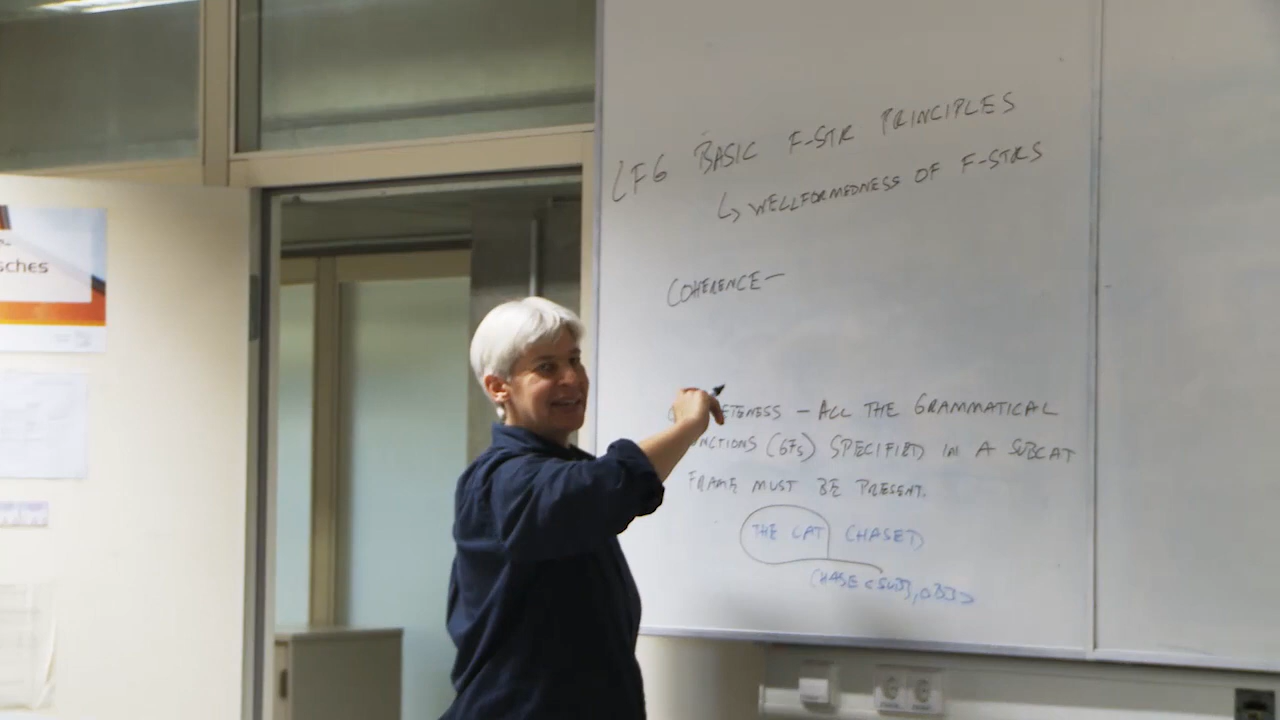 LFG BASIC F-STR PRINCIPLES
↳ WELLFORMEDNESS OF F-STRS
sches
COHERENCE —
ETENESS — ALL THE GRAMMATICAL
NCTIONS (GFs) SPECIFIED IN A SUBCAT
FRAME MUST BE PRESENT.
THE CAT CHASED
CHASE <SUBJ, OBJ>